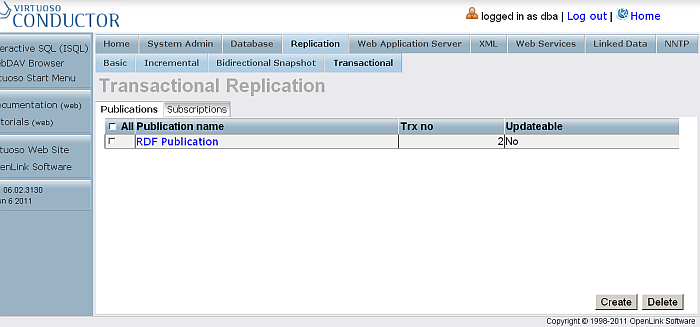 VIRTUOSO
CONDUCTOR
logged in as dba | Log out | Home
eractive SQL (ISQL)
bDAV Browser
tuoso Start Menu
ocumentation (web)
torials (web)
tuoso Web Site
enLink Software
06.02.3130
n 6 2011
Home System Admin Database Replication Web Application Server XML Web Services Linked Data NNTP
Basic Incremental Bidirectional Snapshot Transactional
Transactional Replication
Publications Subscriptions
All Publication name Trx no Updateable
RDF Publication 2 No
Create Delete
Copyright © 1998-2011 OpenLink Software